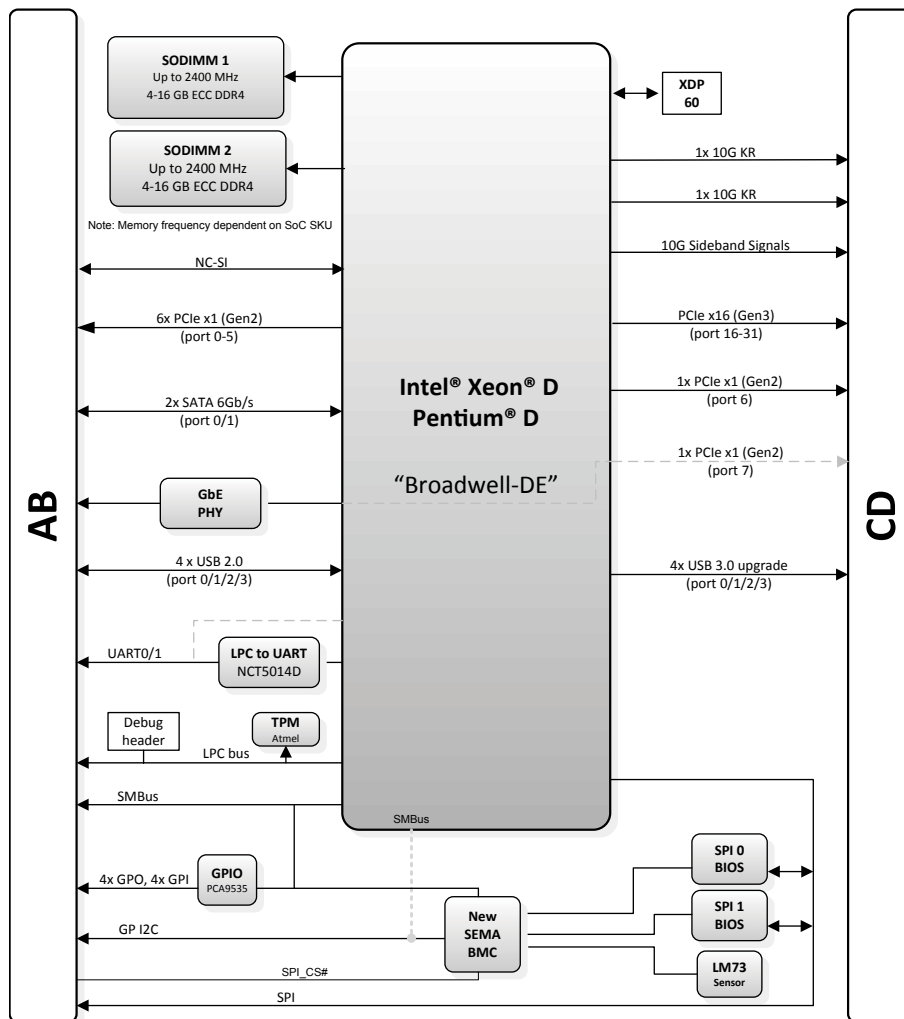 AB
SODIMM 1
Up to 2400 MHz
4-16 GB ECC DDR4
SODIMM 2
Up to 2400 MHz
4-16 GB ECC DDR4
Note: Memory frequency dependent on SoC SKU
NC-SI
6x PCIe x1 (Gen2)
(port 0-5)
2x SATA 6Gb/s
(port 0/1)
GbE
PHY
4 x USB 2.0
(port 0/1/2/3)
UART0/1
LPC to UART
NCT5014D
Debug
header
TPM
Atmel
LPC bus
SMBus
4x GPO, 4x GPI
GPIO
PCA9535
GP I2C
SPI_CS#
SPI
Intel® Xeon® D
Pentium® D
“Broadwell-DE”
SMBus
New
SEMA
BMC
XDP
60
1x 10G KR
1x 10G KR
10G Sideband Signals
PCIe x16 (Gen3)
(port 16-31)
1x PCIe x1 (Gen2)
(port 6)
1x PCIe x1 (Gen2)
(port 7)
4x USB 3.0 upgrade
(port 0/1/2/3)
SPI 0
BIOS
SPI 1
BIOS
LM73
Sensor
CD